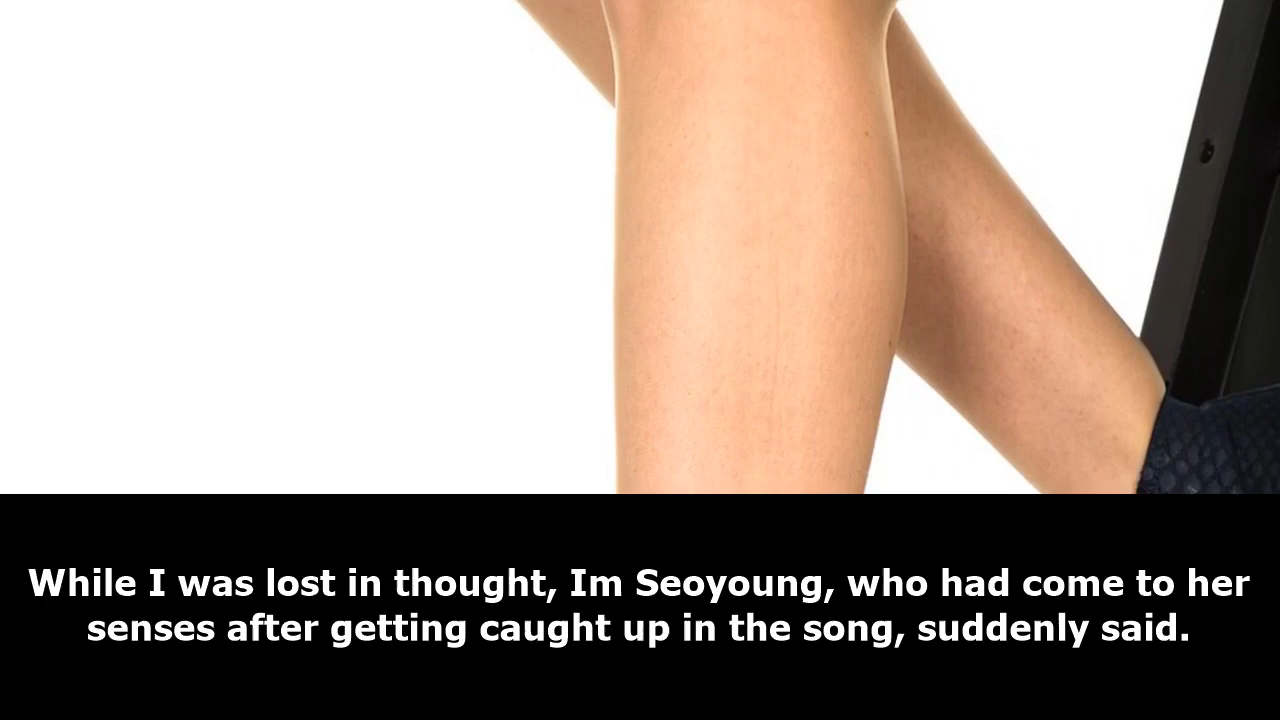 While I was lost in thought, Im Seoyoung, who had come to her
senses after getting caught up in the song, suddenly said.